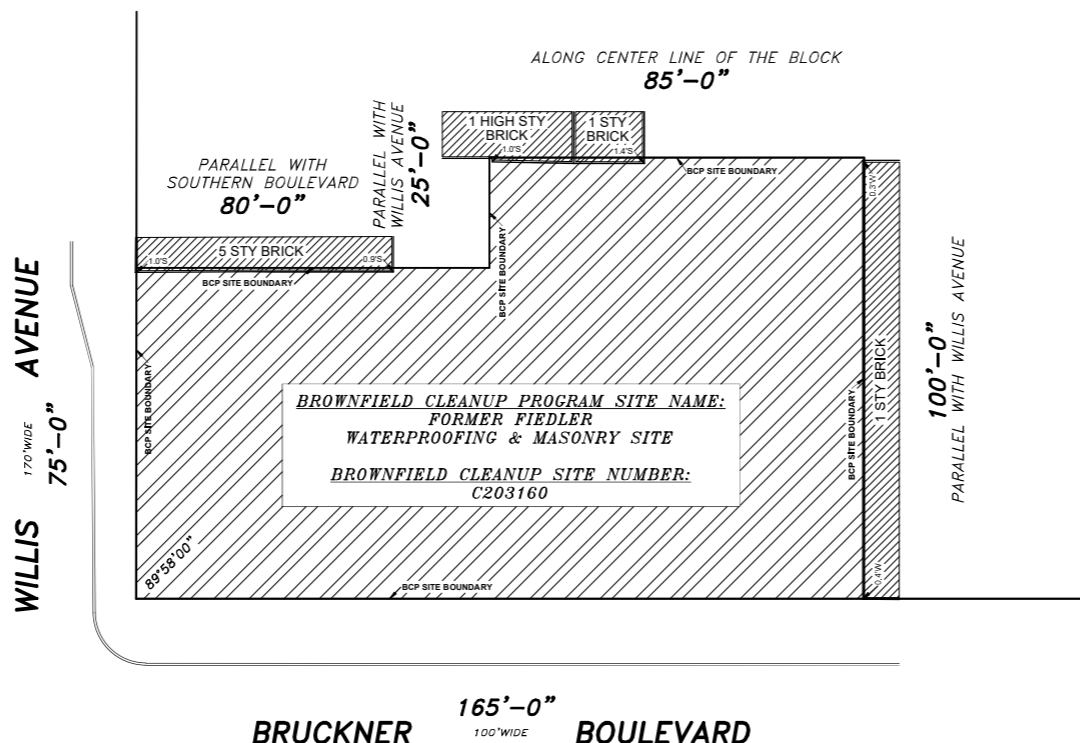 ALONG CENTER LINE OF THE BLOCK
85'-0"
PARALLEL WITH
WILLIS AVENUE
25'-0"
1 HIGH STY
BRICK
1.0'S
1 STY
BRICK
1.4'S
BCP SITE BOUNDARY
PARALLEL WITH
SOUTHERN BOULEVARD
80'-0"
5 STY BRICK
1.0'S
0.9'S
BCP SITE BOUNDARY
BCP SITE BOUNDARY
0.3'W
1 STY BRICK
0.4'W
BCP SITE BOUNDARY
100'-0"
PARALLEL WITH WILLIS AVENUE
WILLIS AVENUE
170'WIDE
75'-0"
BCP SITE BOUNDARY
BROWNFIELD CLEANUP PROGRAM SITE NAME:
FORMER FIEDLER
WATERPROOFING & MASONRY SITE
BROWNFIELD CLEANUP SITE NUMBER:
C203160
89°58'00"
BCP SITE BOUNDARY
165'-0"
BRUCKNER BOULEVARD
100'WIDE